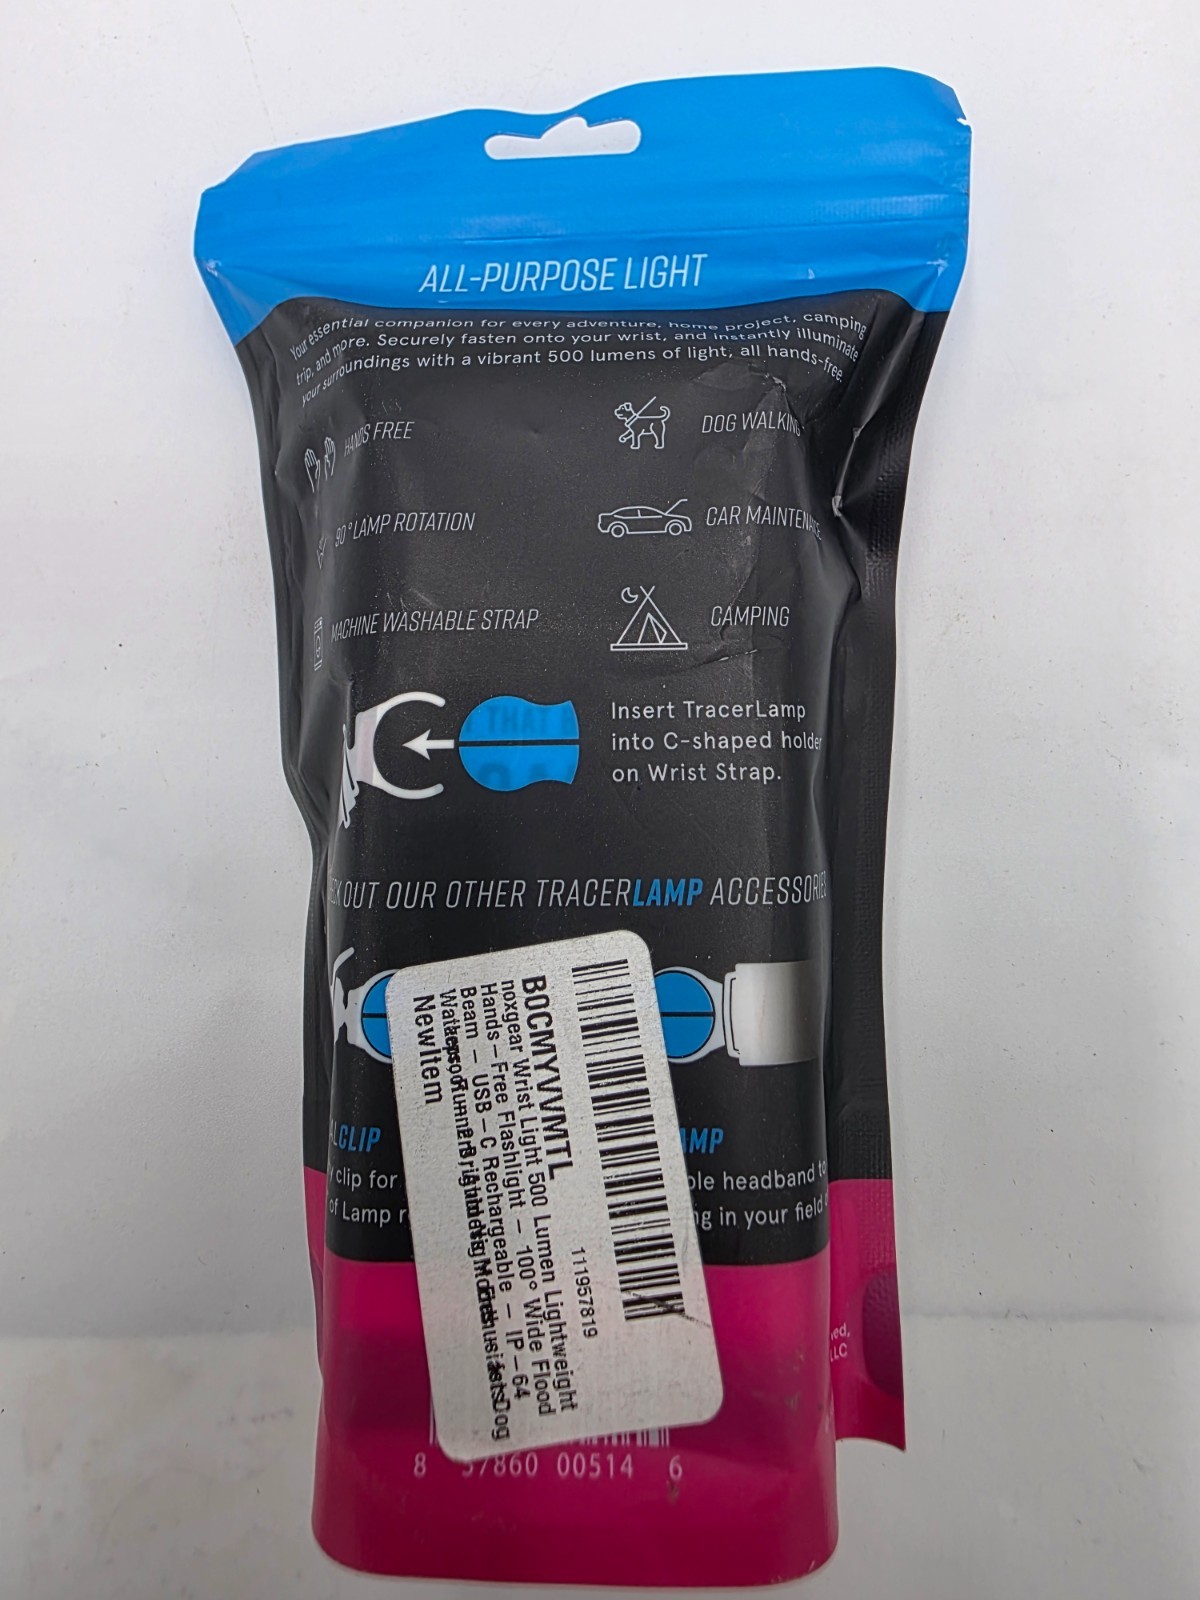 ALL-PURPOSE LIGHT
Your essential companion for every adventure, home project, camping
trip, and more. Securely fasten onto your wrist, and instantly illuminate
your surroundings with a vibrant 500 lumens of light, all hands-free.
HANDS FREE
DOG WALKING
90° LAMP ROTATION
CAR MAINTENANCE
MACHINE WASHABLE STRAP
CAMPING
Insert TracerLamp
into C-shaped holder
on Wrist Strap.
OUT OUR OTHER TRACERLAMP ACCESSORIES
CLIP
clip for
of Lamp
AMP
headband to
in your field
111957819
B0CMYVVMTL
noxgear Wrist Light 500 Lumen Lightweight
Hands-Free Flashlight - 100° Wide Flood
Beam - USB-C Rechargeable - IP-64
NewItem
ved,
LLC
8 57860 00514 6